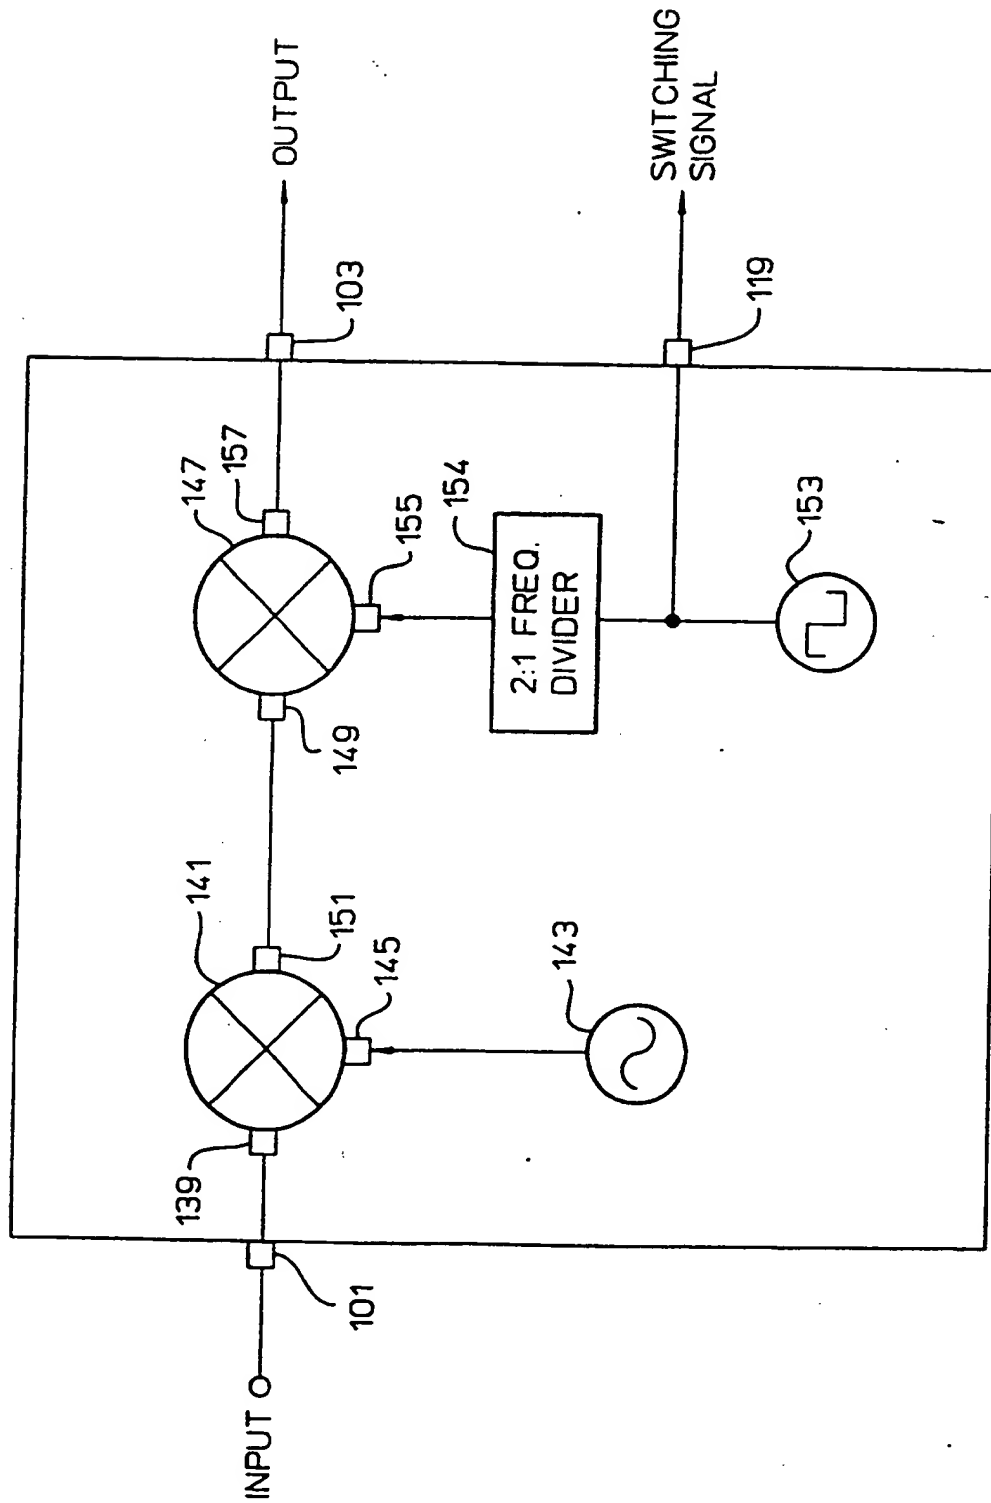 INPUT
101
139
141
151
145
143
149
147
157
155
154
2:1 FREQ.
DIVIDER
153
103
OUTPUT
119
SWITCHING
SIGNAL